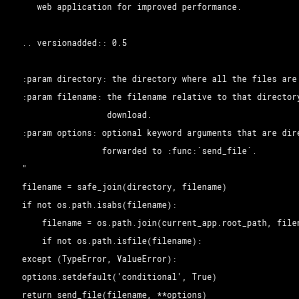 web application for improved performance.
.. versionadded:: 0.5
:param directory: the directory where all the files are
:param filename: the filename relative to that directory
download.
:param options: optional keyword arguments that are dire
forwarded to :func:`send_file`.
"
filename = safe_join(directory, filename)
if not os.path.isabs(filename):
filename = os.path.join(current_app.root_path, filen
if not os.path.isfile(filename):
except (TypeError, ValueError):
options.setdefault('conditional', True)
return send_file(filename, **options)